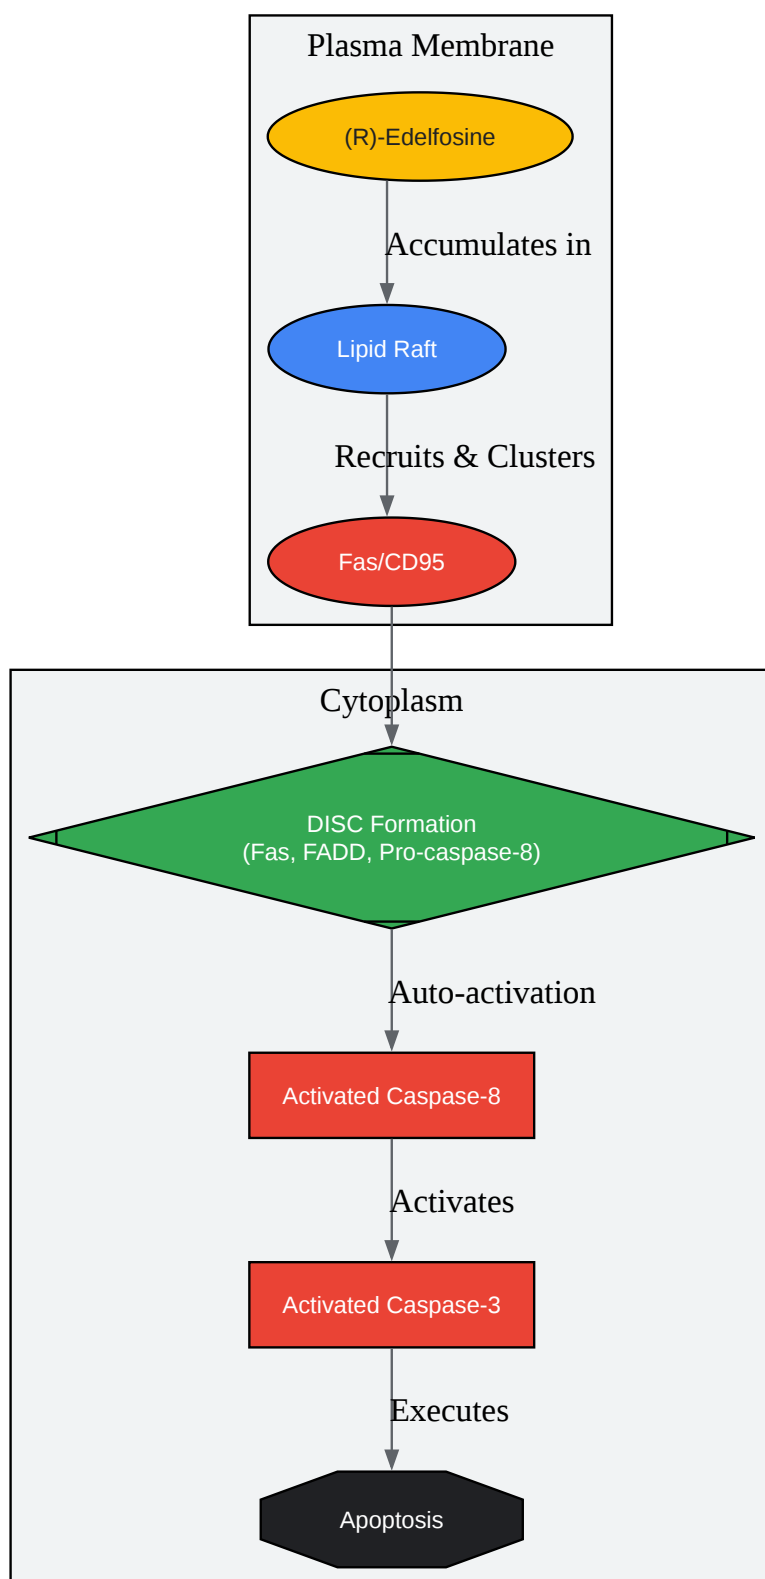 Plasma Membrane
(R)-Edelfosine
Accumulates in
Lipid Raft
Recruits & Clusters
Fas/CD95
Cytoplasm
DISC Formation
(Fas, FADD, Pro-caspase-8)
Auto-activation
Activated Caspase-8
Activates
Activated Caspase-3
Executes
Apoptosis